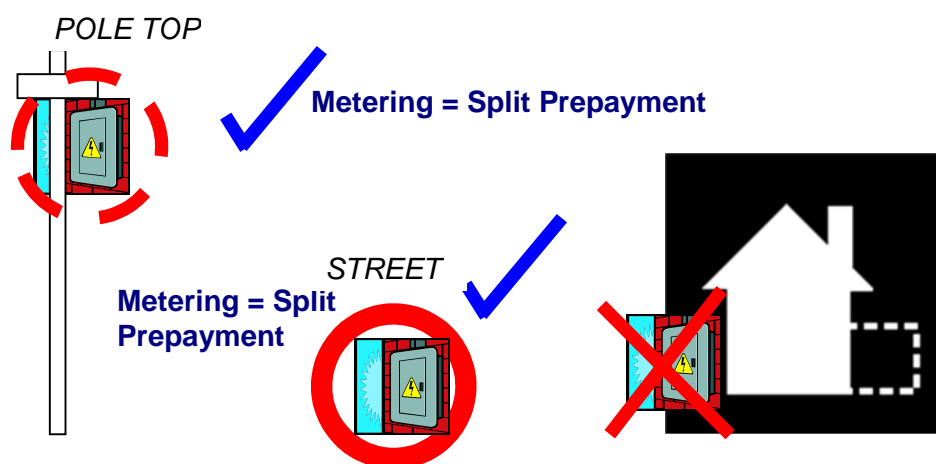 POLE TOP
Metering = Split Prepayment
STREET
Metering = Split
Prepayment